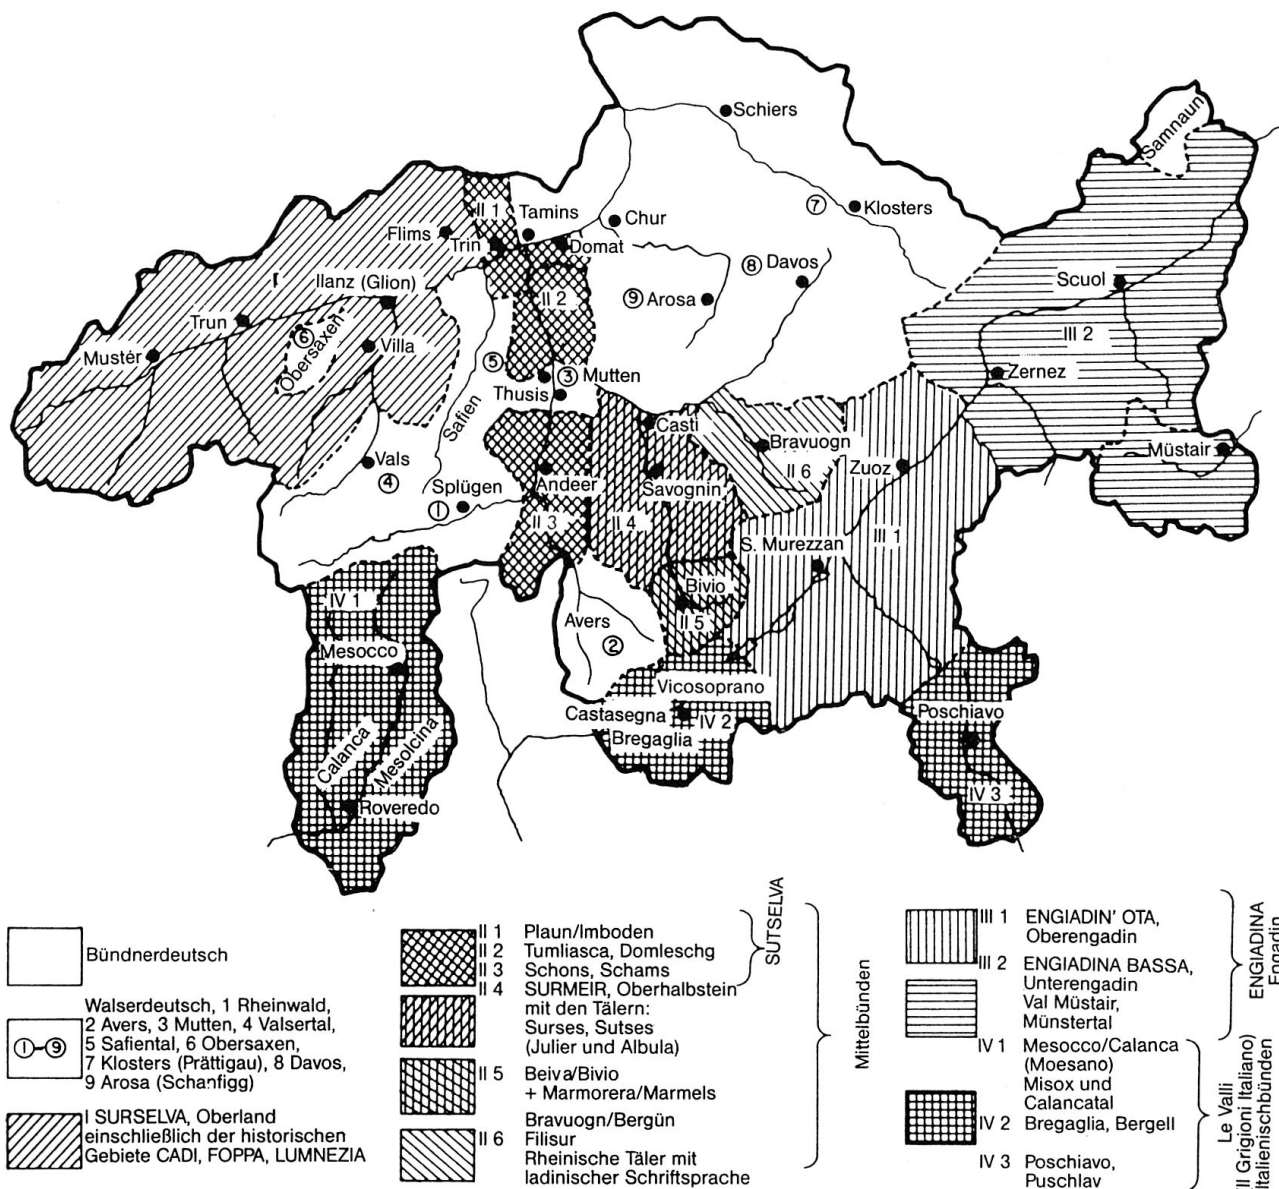 Schiers
Samnaun
II 1
Tamins
Chur
⑦
Klosters
Flims
Trin
Domat
⑧ Davos
Scuol
Ilanz (Glion)
II 2
⑨ Arosa
Trun
⑥
Obersaxen
III 2
Mustér
Villa
⑤
③ Mutten
Zernez
Thusis
Safien
Casti
Bravuogn
Müstair
Vals
④
II 6
Zuoz
Splügen
①
Andeer
Savognin
II 3
II 4
III 1
S. Murezzan
IV 1
Bivio
Avers
②
II 5
Mesocco
Vicosoprano
Castasegna
IV 2
Bregaglia
Poschiavo
Calanca
Mesolcina
IV 3
Roveredo
Bündnerdeutsch
①-⑨
Walserdeutsch, 1 Rheinwald,
2 Avers, 3 Mutten, 4 Valsertal,
5 Safiental, 6 Obersaxen,
7 Klosters (Prättigau), 8 Davos,
9 Arosa (Schanfigg)
I SURSELVA, Oberland
einschließlich der historischen
Gebiete CADI, FOPPA, LUMNEZIA
II 1 Plaun/Imboden
II 2 Tumliasca, Domleschg
II 3 Schons, Schams
II 4 SURMEIR, Oberhalbstein
mit den Tälern:
Surses, Sutses
(Julier und Albula)
II 5 Beiva/Bivio
+ Marmorera/Marmels
Bravuogn/Bergün
II 6 Filisur
Rheinische Täler mit
ladinischer Schriftsprache
SUTSELVA
Mittelbünden
III 1 ENGIADIN' OTA,
Oberengadin
III 2 ENGIADINA BASSA,
Unterengadin
Val Müstair,
Münstertal
IV 1 Mesocco/Calanca
(Moesano)
Misox und
Calancatal
IV 2 Bregaglia, Bergell
IV 3 Poschiavo,
Puschlav
ENGIADINA
Engadin
Le Valli
(Il Grigioni Italiano)
Italienischbünden